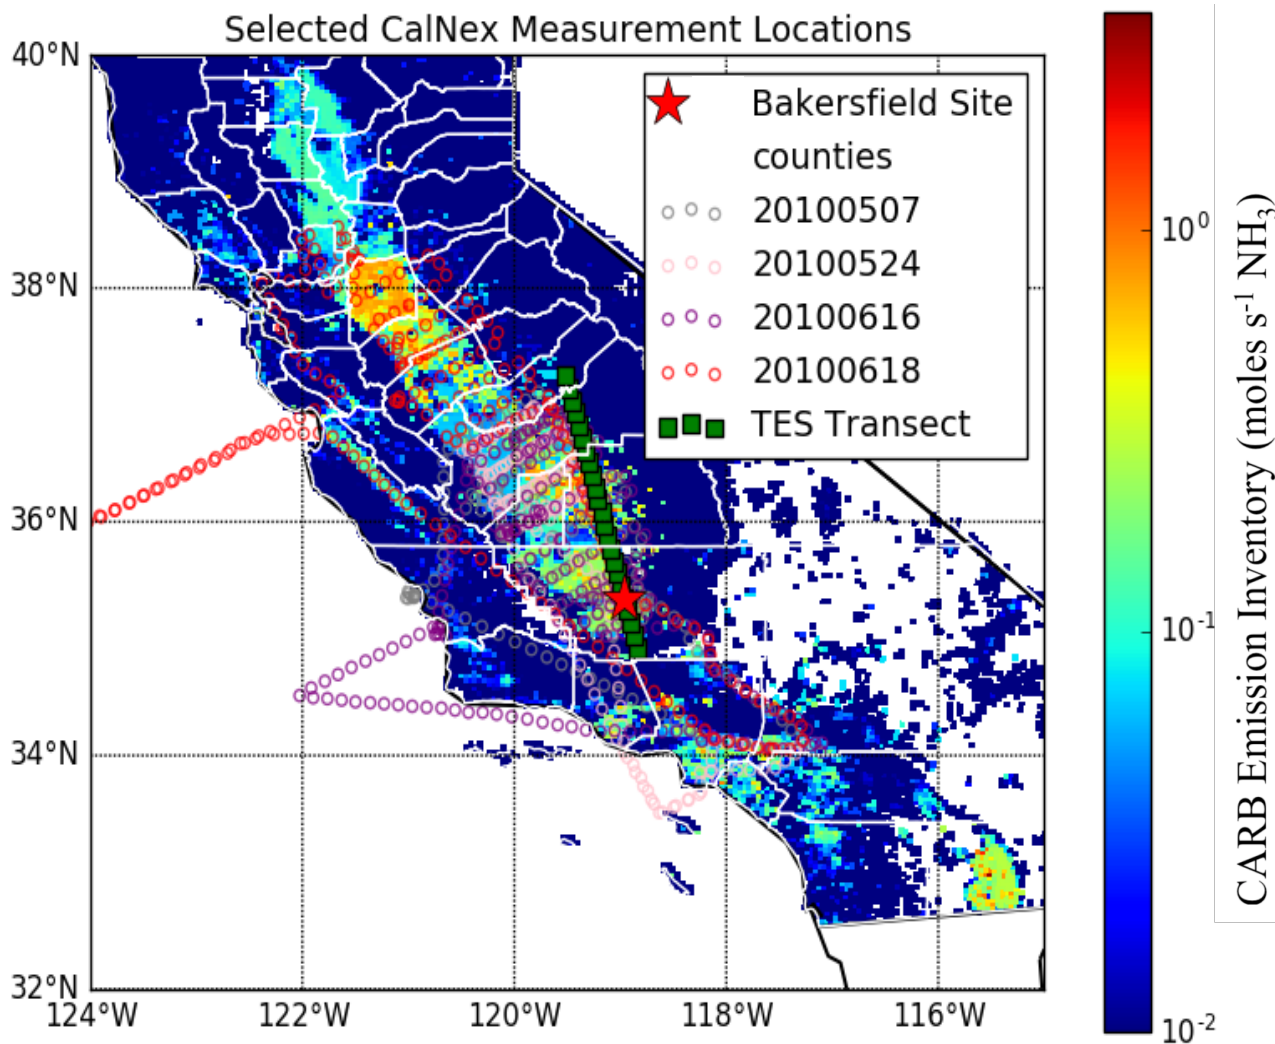 Selected CalNex Measurement Locations
40°N
38°N
36°N
34°N
32°N
124°W
122°W
120°W
118°W
116°W
Bakersfield Site
counties
20100507
20100524
20100616
20100618
TES Transect
10⁰
10⁻¹
10⁻²
CARB Emission Inventory (moles s⁻¹ NH₃)